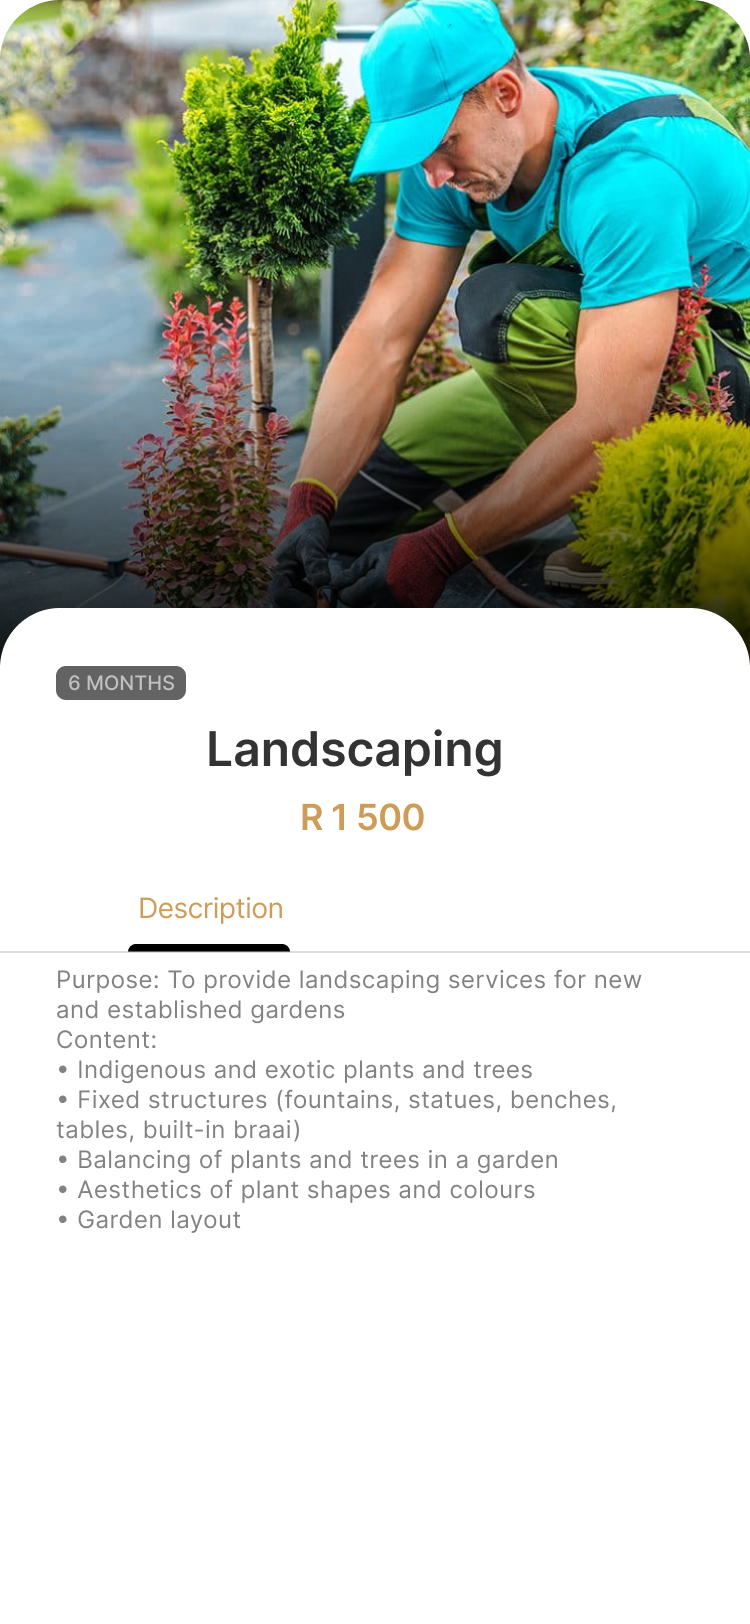 6 MONTHS
Landscaping
R 1 500
Description
Purpose: To provide landscaping services for new
and established gardens
Content:
• Indigenous and exotic plants and trees
• Fixed structures (fountains, statues, benches,
tables, built-in braai)
• Balancing of plants and trees in a garden
• Aesthetics of plant shapes and colours
• Garden layout